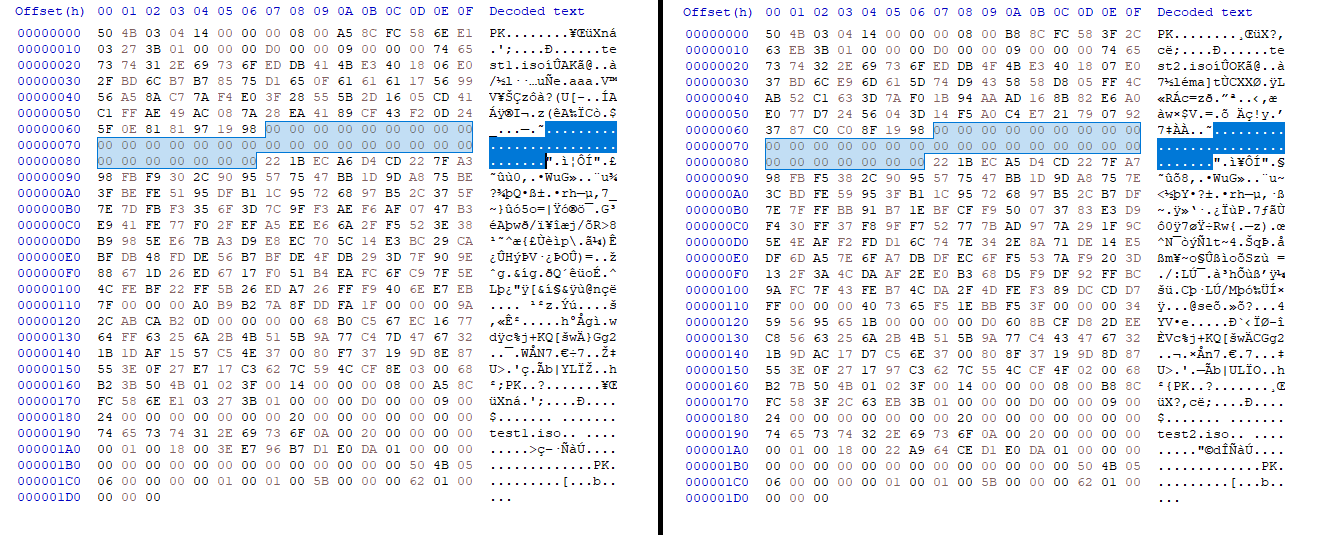 Offset(h) 00 01 02 03 04 05 06 07 08 09 0A 0B 0C 0D 0E 0F Decoded text
00000000 50 4B 03 04 14 00 00 00 08 00 A5 8C FC 58 6E E1 PK........¥ŒüXná
00000010 03 27 3B 01 00 00 00 D0 00 00 09 00 00 00 74 65 .';....Ð......te
00000020 73 74 31 2E 69 73 6F ED DB 41 4B E3 40 18 06 E0 st1.isoíÛAKã@..à
00000030 2F BD 6C B7 B7 85 75 D1 65 0F 61 61 61 17 56 99 /½l··…uÑe.aaa.V™
00000040 56 A5 8A C7 7A F4 E0 3F 28 55 5B 2D 16 05 CD 41 V¥ŠÇzôà?(U[-..ÍA
00000050 C1 FF AE 49 AC 08 7A 28 EA 41 89 CF 43 F2 0D 24 Áÿ®I¬.z(êA‰ÏCò.$
00000060 5F 0E 81 81 97 19 98 00 00 00 00 00 00 00 00 00 _...—.˜.........
00000070 00 00 00 00 00 00 00 00 00 00 00 00 00 00 00 00 ................
00000080 00 00 00 00 00 00 00 22 1B EC A6 D4 CD 22 7F A3 .......".ì¦ÔÍ".£
00000090 98 FB F9 30 2C 90 95 57 75 47 BB 1D 9D A8 75 BE ˜ûù0,.•WuG»..¨u¾
000000A0 3F BE FE 51 95 DF B1 1C 95 72 68 97 B5 2C 37 5F ?¾þQ•ß±.•rh—µ,7_
000000B0 7E 7D FB F3 35 6F 3D 7C 9F F3 AE F6 AF 07 47 B3 ~}ûó5o=|Ÿó®ö¯.G³
000000C0 E9 41 FE 77 F0 2F EF A5 EE E6 6A 2F F5 52 3E 38 éAþwð/ï¥îæj/õR>8
000000D0 B9 98 5E E6 7B A3 D9 E8 EC 70 5C 14 E3 BC 29 CA ¹˜^æ{£Ùèìp\.ã¼)Ê
000000E0 BF DB 48 FD DE 56 B7 BF DE 4F DB 29 3D 7F 90 9E ¿ÛHýÞV·¿ÞOÛ)=..ž
000000F0 88 67 1D 26 ED 67 17 F0 51 B4 EA FC 6F C9 7F 5E ˆg.&íg.ðQ´êüoÉ.^
00000100 4C FE BF 22 FF 5B 26 ED A7 26 FF F9 40 6E E7 EB Lþ¿"ÿ[&í§&ÿù@nçë
00000110 7F 00 00 00 A0 B9 B2 7A 8F DD FA 1F 00 00 00 9A .... ¹²z.Ýú....š
00000120 2C AB CA B2 0D 00 00 00 00 68 B0 C5 67 EC 16 77 ,«Ê².....h°Ågì.w
00000130 64 FF 63 25 6A 2B 4B 51 5B 9A 77 C4 7D 47 67 32 dÿc%j+KQ[šwÄ}Gg2
00000140 1B 1D AF 15 57 C5 4E 37 00 80 F7 37 19 9D 8E 87 ..¯.WÅN7.€÷7..Ž‡
00000150 55 3E 0F 27 E7 17 C3 62 7C 59 4C CF 8E 03 00 68 U>.'ç.Ãb|YLÏŽ..h
00000160 B2 3B 50 4B 01 02 3F 00 14 00 00 00 08 00 A5 8C ²;PK..?.......¥Œ
00000170 FC 58 6E E1 03 27 3B 01 00 00 00 D0 00 00 09 00 üXná.';....Ð....
00000180 24 00 00 00 00 00 00 00 20 00 00 00 00 00 00 00 $....... .......
00000190 74 65 73 74 31 2E 69 73 6F 0A 00 20 00 00 00 00 test1.iso.. ....
000001A0 00 01 00 18 00 3E E7 96 B7 D1 E0 DA 01 00 00 00 .....>ç–·ÑàÚ....
000001B0 00 00 00 00 00 00 00 00 00 00 00 00 00 50 4B 05 .............PK.
000001C0 06 00 00 00 00 01 00 01 00 5B 00 00 00 62 01 00 .........[...b..
000001D0 00 00 00 ...
Offset(h) 00 01 02 03 04 05 06 07 08 09 0A 0B 0C 0D 0E 0F Decoded text
00000000 50 4B 03 04 14 00 00 00 08 00 B8 8C FC 58 3F 2C PK........¸ŒüX?,
00000010 63 EB 3B 01 00 00 00 D0 00 00 09 00 00 00 74 65 cë;....Ð......te
00000020 73 74 32 2E 69 73 6F ED DB 4F 4B E3 40 18 07 E0 st2.isoíÛOKã@..à
00000030 37 BD 6C E9 6D 61 5D 74 D9 43 58 58 D8 05 FF 4C 7½léma]tÙCXXØ.ÿL
00000040 AB 52 C1 63 3D 7A F0 1B 94 AA AD 16 8B 82 E6 A0 «RÁc=zð.”ª..‹‚æ
00000050 E0 77 D7 24 56 04 3D 14 F5 A0 C4 E7 21 79 07 92 àw×$V.=.õ Äç!y.’
00000060 37 87 C0 C0 8F 19 98 00 00 00 00 00 00 00 00 00 7‡ÀÀ..˜.........
00000070 00 00 00 00 00 00 00 00 00 00 00 00 00 00 00 00 ................
00000080 00 00 00 00 00 00 00 22 1B EC A5 D4 CD 22 7F A7 .......".ì¥ÔÍ".§
00000090 98 FB F5 38 2C 90 95 57 75 47 BB 1D 9D A8 75 7E ˜ûõ8,.•WuG»..¨u~
000000A0 3C BD FE 59 95 3F B1 1C 95 72 68 97 B5 2C B7 DF <½þY•?±.•rh—µ,·ß
000000B0 7E 7F FF BB 91 B7 1E BF CF F9 50 07 37 83 E3 D9 ~.ÿ»‘·.¿ÏùP.7ƒãÙ
000000C0 F4 30 FF 37 F8 9F F7 52 77 7B AD 97 7A 29 1F 9C ô0ÿ7øŸ÷Rw{.—z).œ
000000D0 5E 4E AF F2 FD D1 6C 74 7E 34 2E 8A 71 DE 14 E5 ^N¯òýÑlt~4.ŠqÞ.å
000000E0 DF 6D A5 7E 6F A7 DB DF EC 6F F5 53 7A 9F 20 3D ßm¥~o§Ûßìoõ
000000F0 13 2F 3A 4C DA AF 2E E0 B3 68 D5 F9 DF 92 FF BC ./:LÚ¯.à³hÕùß’ÿ¼
00000100 9A FC 7F 43 FE B7 4C DA 2F 4D FE F3 89 DC CD D7 šü.Cþ·LÚ/Mþó‰ÜÍ×
00000110 FF 00 00 00 40 73 65 F5 1E BB F5 3F 00 00 00 34 ÿ...@seõ.»õ?...4
00000120 59 56 95 65 1B 00 00 00 00 D0 60 8B CF D8 2D EE YV•e.....Ð`‹ÏØ-î
00000130 C8 56 63 25 6A 2B 4B 51 5B 9A 77 C4 43 47 67 32 ÈVc%j+KQ[šwÄCGg2
00000140 1B 9D AC 17 D7 C5 6E 37 00 80 8F 37 19 9D 8D 87 ..¬.×Ån7.€.7...‡
00000150 55 3E 0F 27 17 97 C3 62 7C 55 4C CF 4F 02 00 68 U>.'.—Ãb|ULÏO..h
00000160 B2 7B 50 4B 01 02 3F 00 14 00 00 00 08 00 B8 8C ²{PK..?.......¸Œ
00000170 FC 58 3F 2C 63 EB 3B 01 00 00 00 D0 00 00 09 00 üX?,cë;....Ð....
00000180 24 00 00 00 00 00 00 00 20 00 00 00 00 00 00 00 $....... .......
00000190 74 65 73 74 32 2E 69 73 6F 0A 00 20 00 00 00 00 test2.iso.. ....
000001A0 00 01 00 18 00 22 A9 64 CE D1 E0 DA 01 00 00 00 ....."©dÎÑàÚ....
000001B0 00 00 00 00 00 00 00 00 00 00 00 00 00 50 4B 05 .............PK.
000001C0 06 00 00 00 00 01 00 01 00 5B 00 00 00 62 01 00 .........[...b..
000001D0 00 00 00 ...